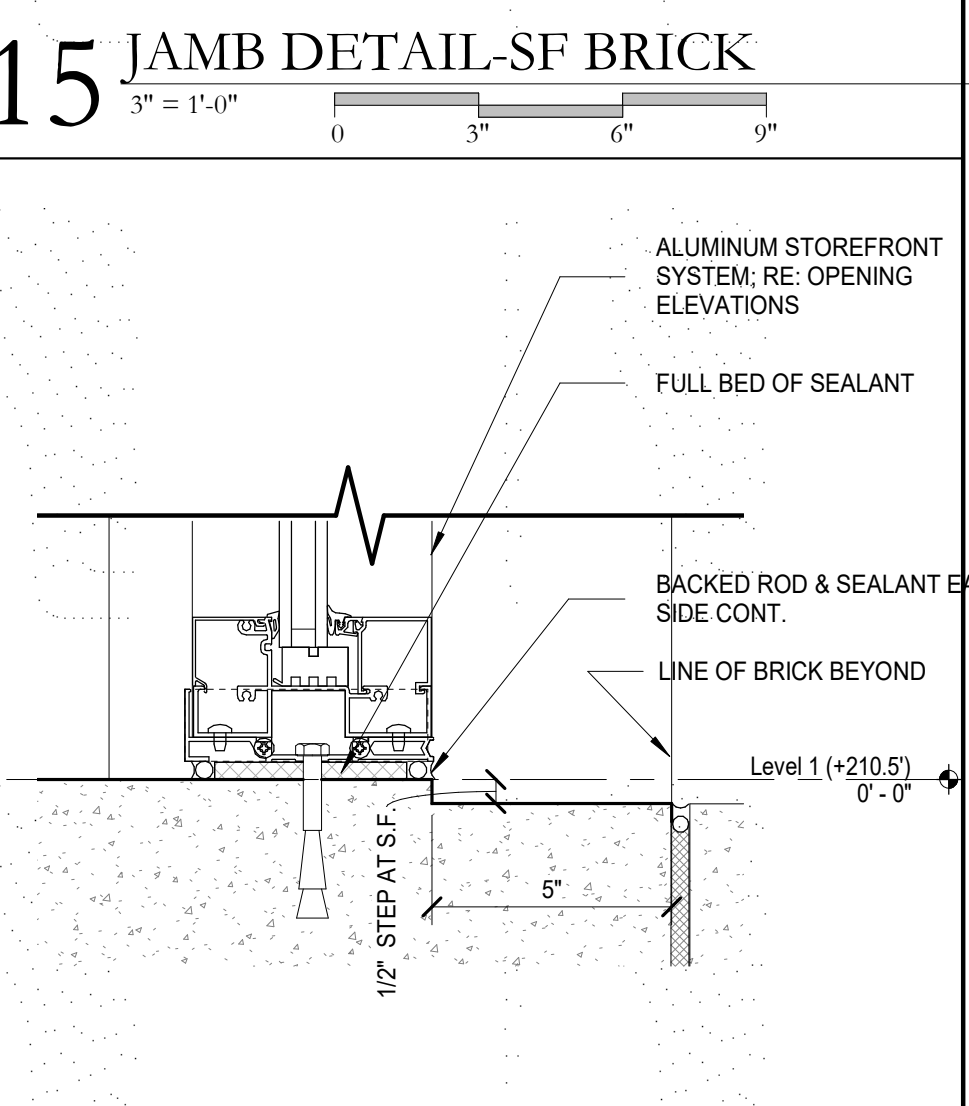 15 JAMB DETAIL-SF BRICK
3" = 1'-0"
0 3" 6" 9"
ALUMINUM STOREFRONT
SYSTEM; RE: OPENING
ELEVATIONS
FULL BED OF SEALANT
BACKED ROD & SEALANT EA
SIDE CONT.
LINE OF BRICK BEYOND
Level 1 (+210.5')
0' - 0"
1/2" STEP AT S.F.
5"